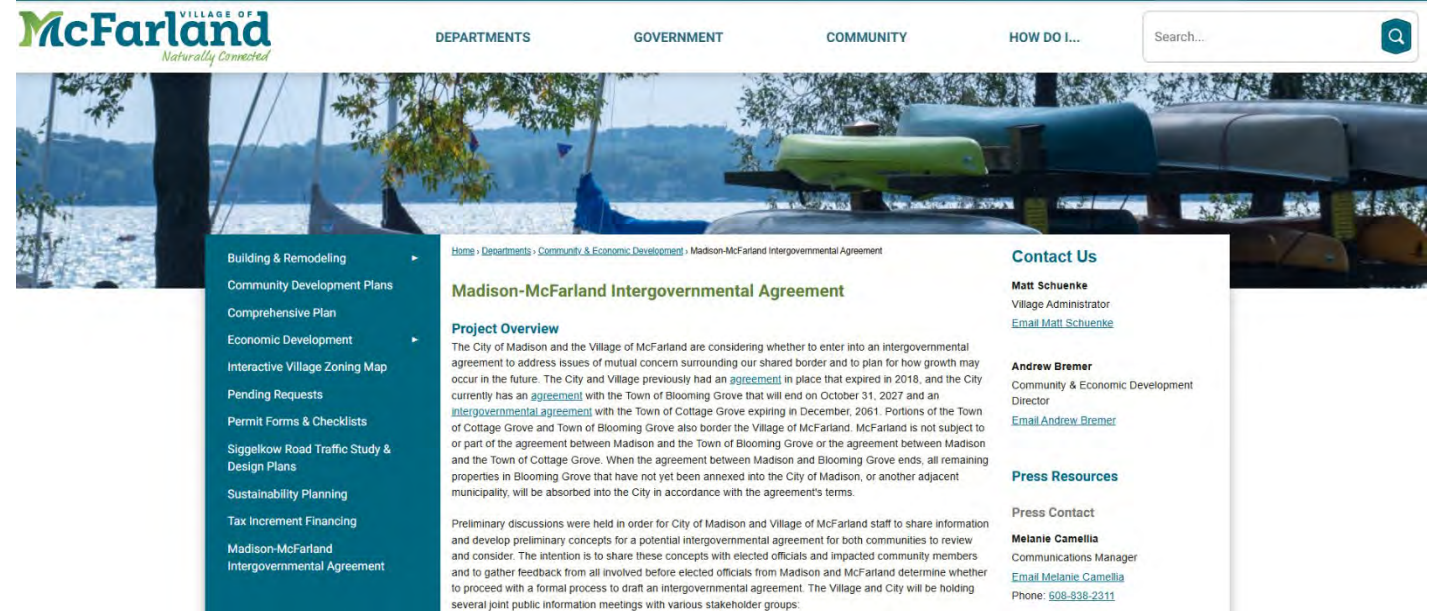 VILLAGE OF
McFarland
Naturally Connected
DEPARTMENTS
GOVERNMENT
COMMUNITY
HOW DO I...
Search...
Building & Remodeling
Community Development Plans
Comprehensive Plan
Economic Development
Interactive Village Zoning Map
Pending Requests
Permit Forms & Checklists
Siggelkow Road Traffic Study &
Design Plans
Sustainability Planning
Tax Increment Financing
Madison-McFarland
Intergovernmental Agreement
Home › Departments › Community & Economic Development › Madison-McFarland Intergovernmental Agreement
Madison-McFarland Intergovernmental Agreement
Project Overview
The City of Madison and the Village of McFarland are considering whether to enter into an intergovernmental
agreement to address issues of mutual concern surrounding our shared border and to plan for how growth may
occur in the future. The City and Village previously had an agreement in place that expired in 2018, and the City
currently has an agreement with the Town of Blooming Grove that will end on October 31, 2027 and an
intergovernmental agreement with the Town of Cottage Grove expiring in December, 2061. Portions of the Town
of Cottage Grove and Town of Blooming Grove also border the Village of McFarland. McFarland is not subject to
or part of the agreement between Madison and the Town of Blooming Grove or the agreement between Madison
and the Town of Cottage Grove. When the agreement between Madison and Blooming Grove ends, all remaining
properties in Blooming Grove that have not yet been annexed into the City of Madison, or another adjacent
municipality, will be absorbed into the City in accordance with the agreement's terms.
Preliminary discussions were held in order for City of Madison and Village of McFarland staff to share information
and develop preliminary concepts for a potential intergovernmental agreement for both communities to review
and consider. The intention is to share these concepts with elected officials and impacted community members
and to gather feedback from all involved before elected officials from Madison and McFarland determine whether
to proceed with a formal process to draft an intergovernmental agreement. The Village and City will be holding
several joint public information meetings with various stakeholder groups:
Contact Us
Matt Schuenke
Village Administrator
Email Matt Schuenke
Andrew Bremer
Community & Economic Development
Director
Email Andrew Bremer
Press Resources
Press Contact
Melanie Camellia
Communications Manager
Email Melanie Camellia
Phone: 608-838-2311